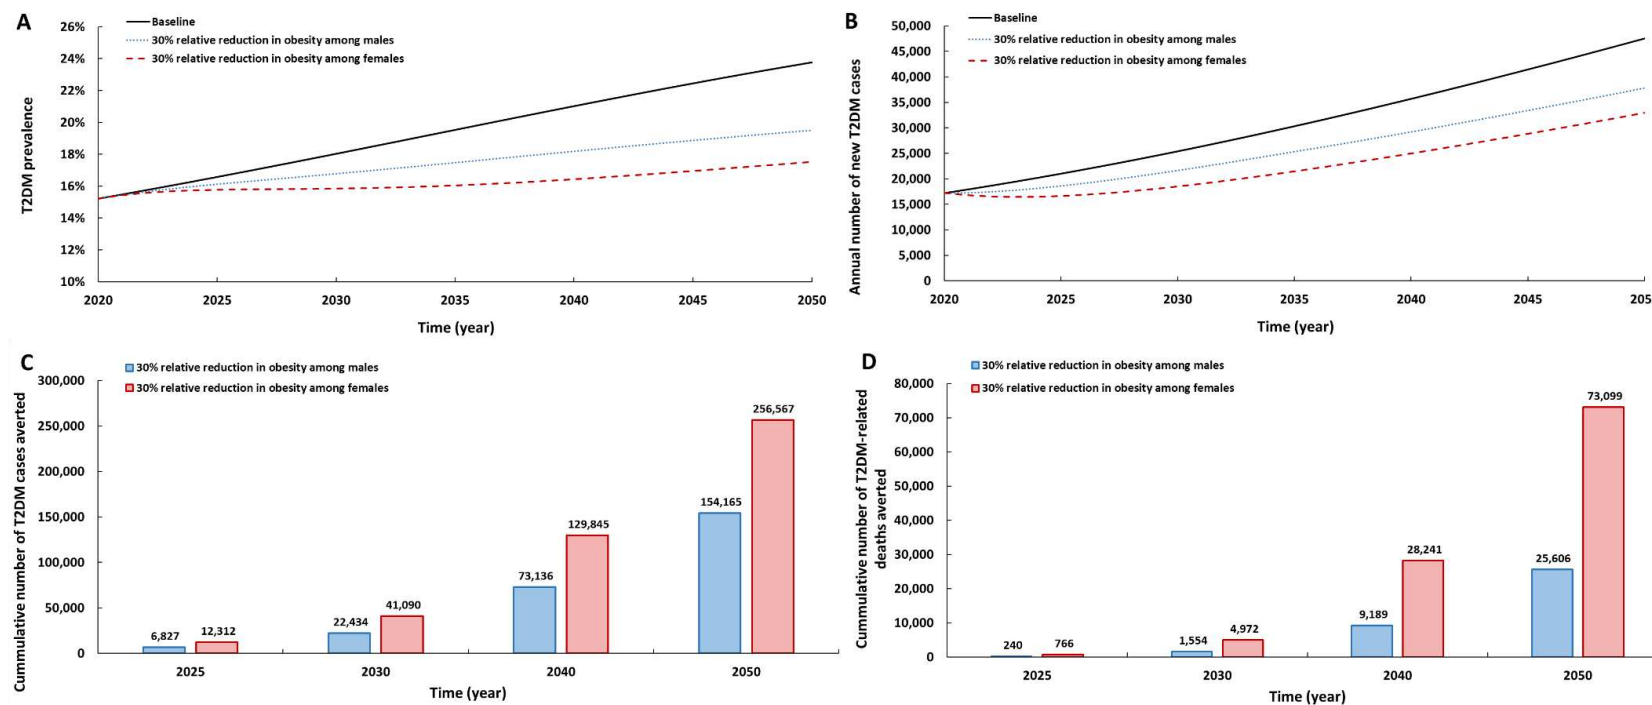 A
Baseline
30% relative reduction in obesity among males
30% relative reduction in obesity among females
T2DM prevalence
26%
24%
22%
20%
18%
16%
14%
12%
10%
2020 2025 2030 2035 2040 2045 2050
Time (year)
B
Baseline
30% relative reduction in obesity among males
30% relative reduction in obesity among females
Annual number of new T2DM cases
50,000
45,000
40,000
35,000
30,000
25,000
20,000
15,000
10,000
5,000
0
2020 2025 2030 2035 2040 2045 205
Time (year)
C
30% relative reduction in obesity among males
30% relative reduction in obesity among females
Cummulative number of T2DM cases averted
300,000
250,000
200,000
150,000
100,000
50,000
0
6,827 12,312 22,434 41,090 73,136 129,845 154,165 256,567
2025 2030 2040 2050
Time (year)
D
30% relative reduction in obesity among males
30% relative reduction in obesity among females
Cummulative number of T2DM-related
deaths averted
80,000
70,000
60,000
50,000
40,000
30,000
20,000
10,000
0
240 766 1,554 4,972 9,189 28,241 25,606 73,099
2025 2030 2040 2050
Time (year)